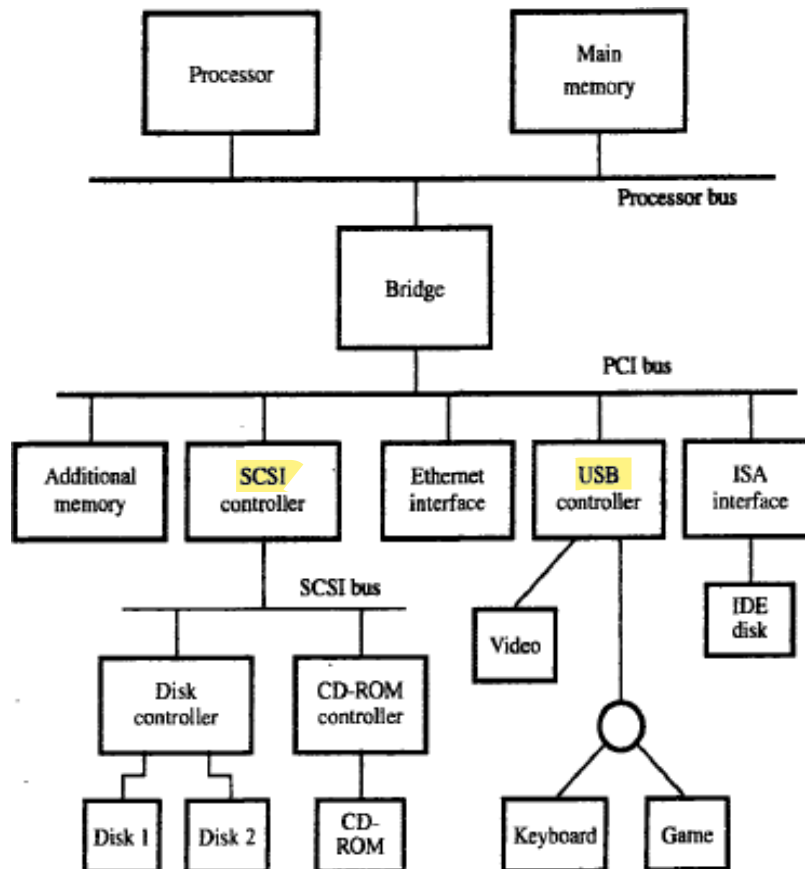 Processor
Main
memory
Processor bus
Bridge
PCI bus
Additional
memory
SCSI
controller
Ethernet
interface
USB
controller
ISA
interface
SCSI bus
Video
IDE
disk
Disk
controller
CD-ROM
controller
Disk 1
Disk 2
CD-
ROM
Keyboard
Game